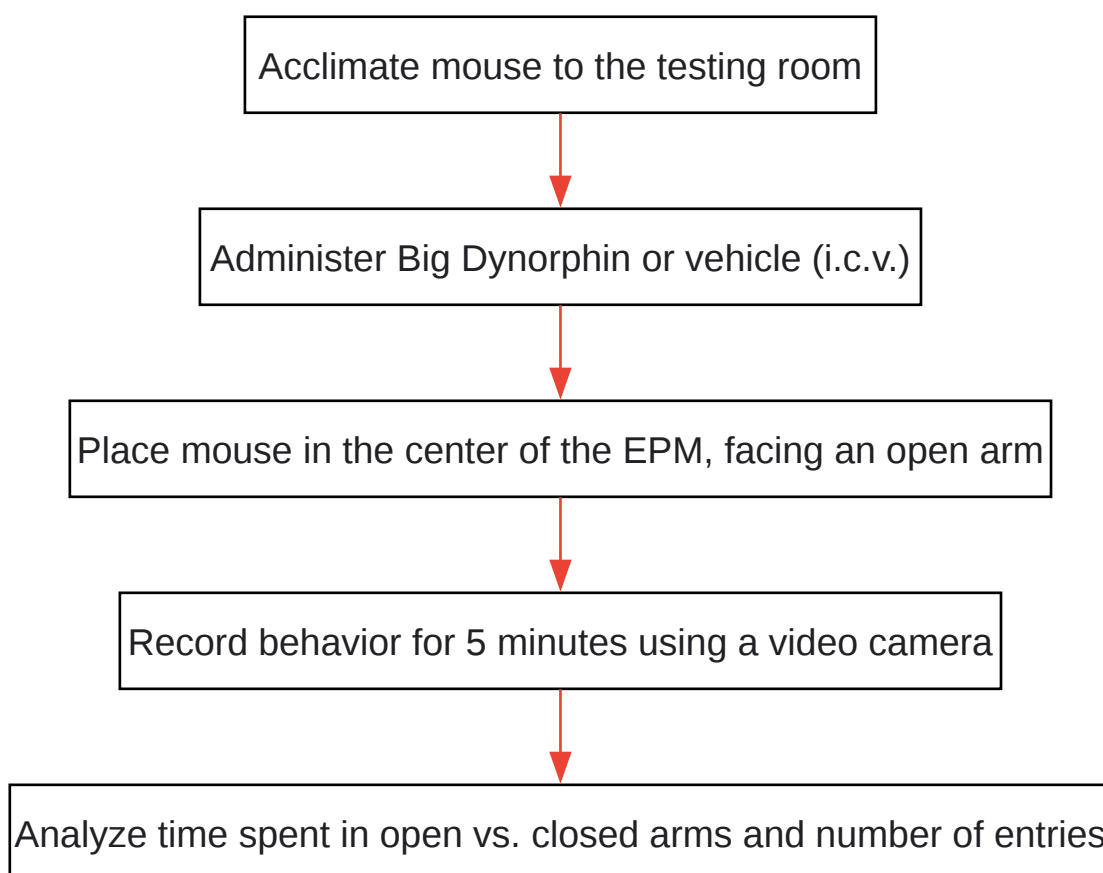 Acclimate mouse to the testing room
Administer Big Dynorphin or vehicle (i.c.v.)
Place mouse in the center of the EPM, facing an open arm
Record behavior for 5 minutes using a video camera
Analyze time spent in open vs. closed arms and number of entries